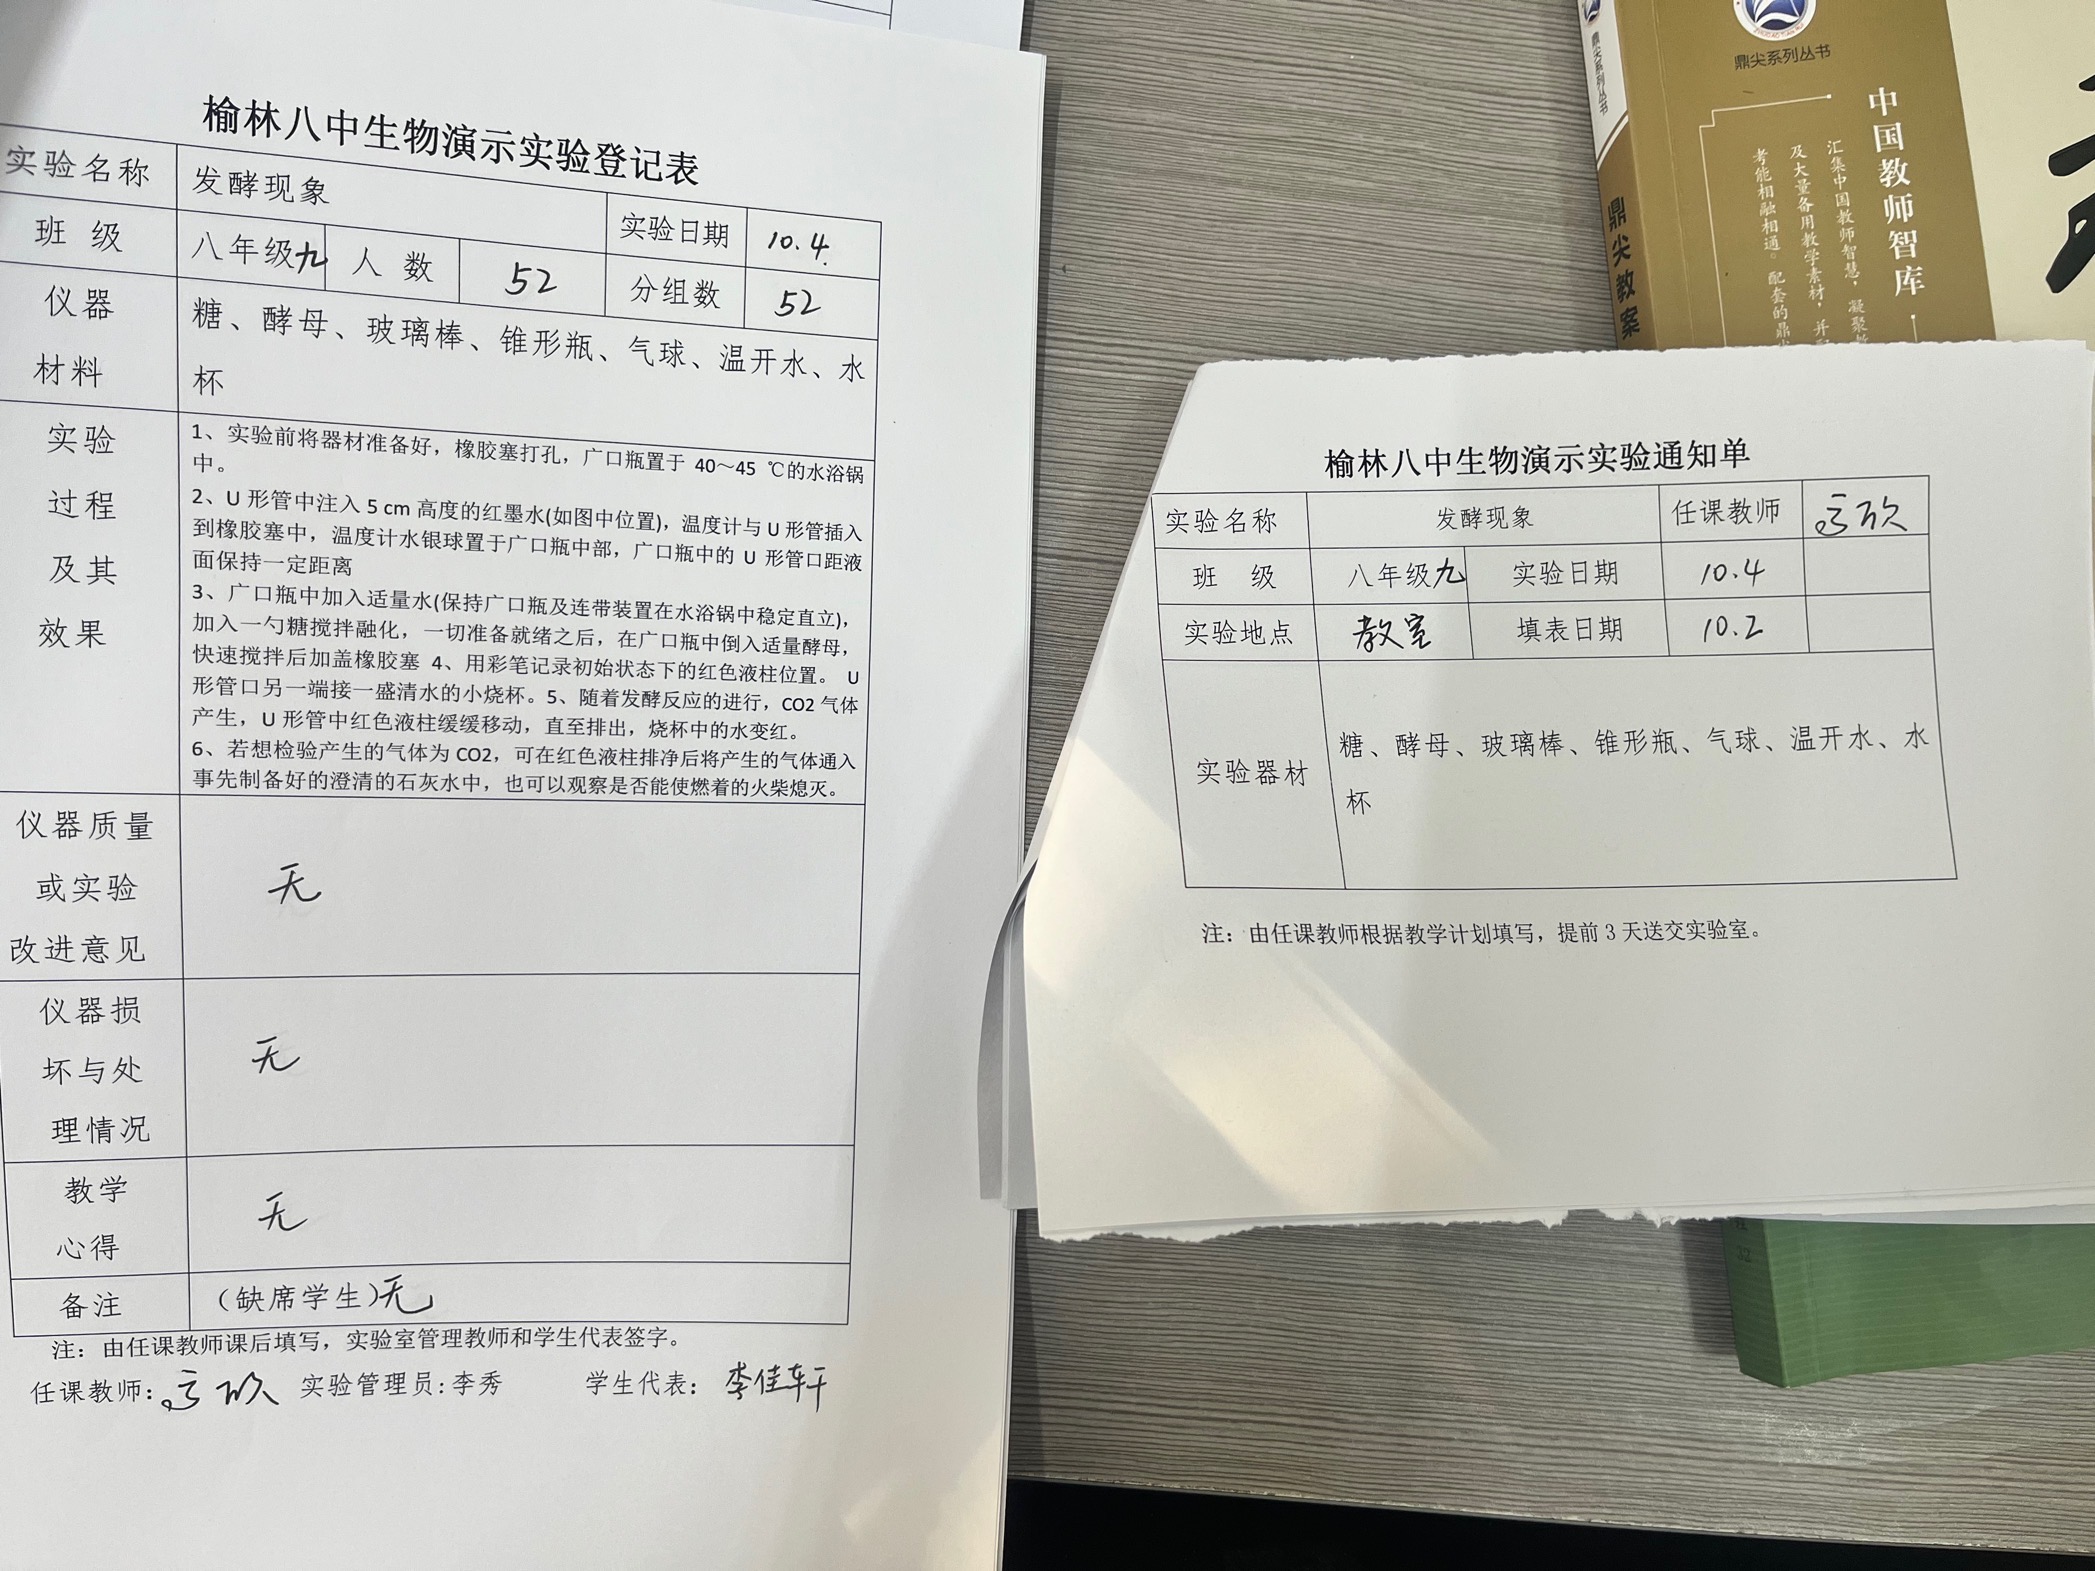 榆林八中生物演示实验登记表
实验名称 发酵现象 实验日期 10.4.
班 级 八年级九 人 数 52 分组数 52
仪器材料 糖、酵母、玻璃棒、锥形瓶、气球、温开水、水
杯
实验过程及其效果
1、实验前将器材准备好，橡胶塞打孔，广口瓶置于 40～45 ℃的水浴锅
中。
2、U 形管中注入 5 cm 高度的红墨水(如图中位置)，温度计与 U 形管插入
到橡胶塞中，温度计水银球置于广口瓶中部，广口瓶中的 U 形管口距液
面保持一定距离
3、广口瓶中加入适量水(保持广口瓶及连带装置在水浴锅中稳定直立)，
加入一勺糖搅拌融化，一切准备就绪之后，在广口瓶中倒入适量酵母，
快速搅拌后加盖橡胶塞 4、用彩笔记录初始状态下的红色液柱位置。 U
形管口另一端接一盛清水的小烧杯。5、随着发酵反应的进行，CO2 气体
产生，U 形管中红色液柱缓缓移动，直至排出，烧杯中的水变红。
6、若想检验产生的气体为 CO2，可在红色液柱排净后将产生的气体通入
事先制备好的澄清的石灰水中，也可以观察是否能使燃着的火柴熄灭。
仪器质量或实验改进意见 无
仪器损坏与处理情况 无
教学心得 无
备注 （缺席学生）无
注：由任课教师课后填写，实验室管理教师和学生代表签字。
任课教师： 实验管理员：李秀 学生代表： 李佳轩
榆林八中生物演示实验通知单
实验名称 发酵现象 任课教师
班 级 八年级九 实验日期 10.4
实验地点 教室 填表日期 10.2
实验器材 糖、酵母、玻璃棒、锥形瓶、气球、温开水、水
杯
注：由任课教师根据教学计划填写，提前 3 天送交实验室。
鼎尖系列丛书
鼎尖教案
鼎尖系列丛书
中国教师智库
汇集中国教师智慧，凝聚
及大量备用教学素材，并
考能相融相通。配套的鼎